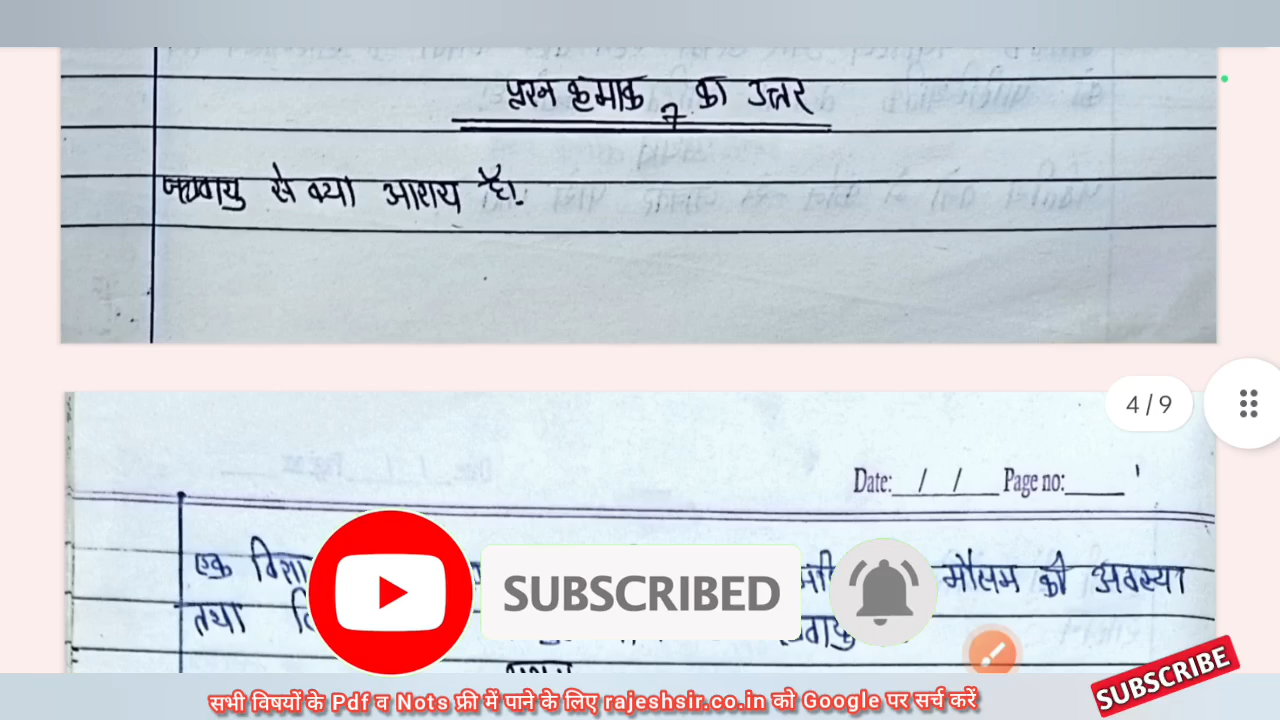 प्रश्न क्रमांक 7 का उत्तर
जलवायु से क्या आशय है।
4 / 9
Date: / / Page no:
एक मौसम की अवस्था
तथा
SUBSCRIBED
SUBSCRIBE
सभी विषयों के Pdf व Nots फ्री में पाने के लिए rajeshsir.co.in को Google पर सर्च करें